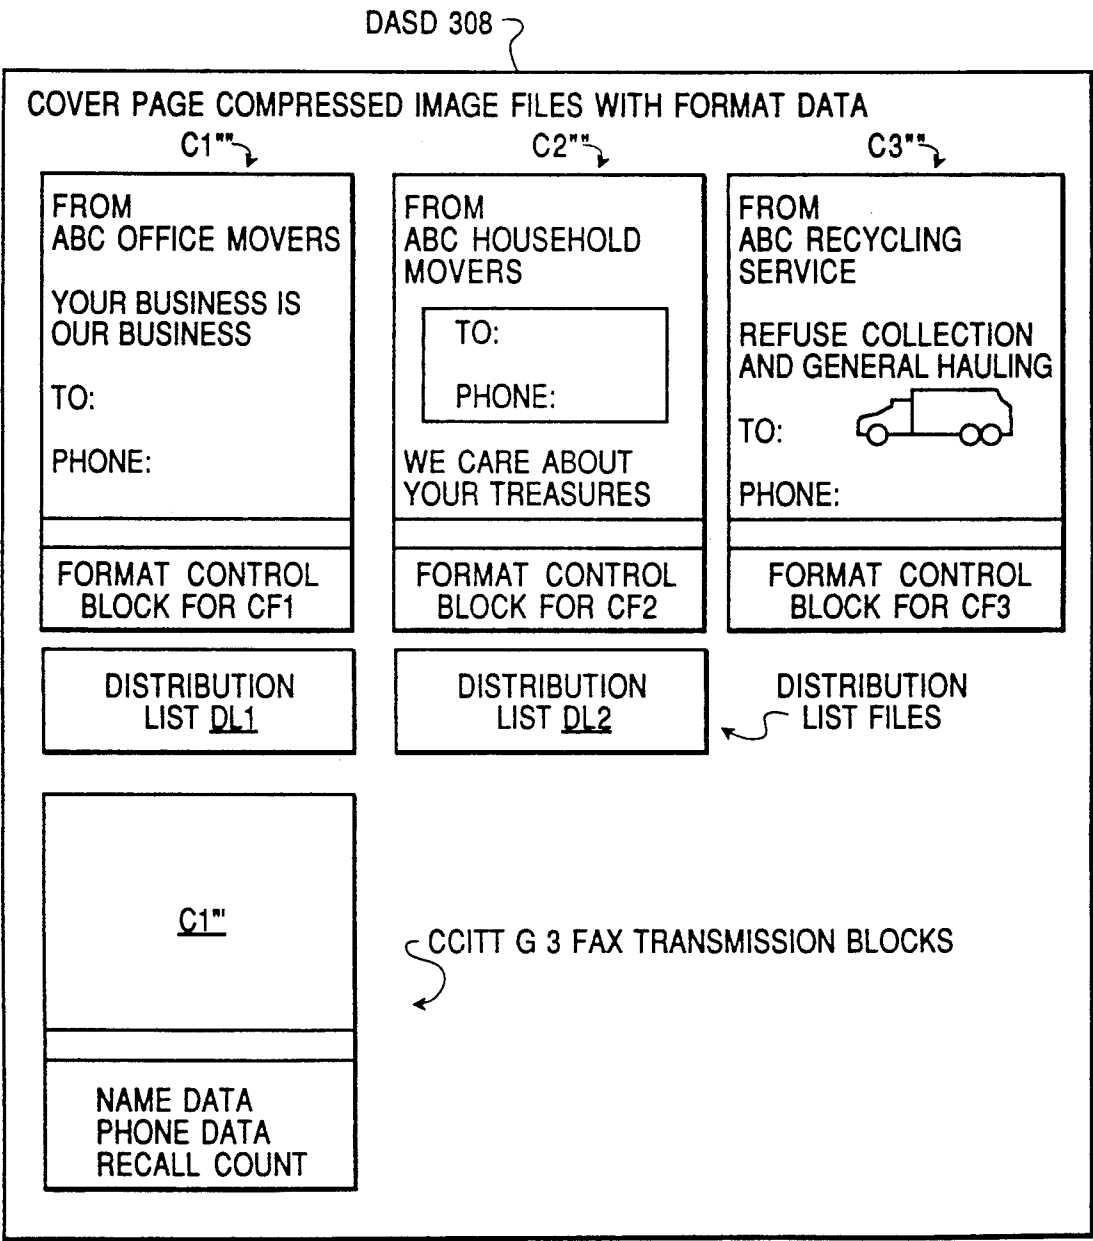 DASD 308
COVER PAGE COMPRESSED IMAGE FILES WITH FORMAT DATA
C1""
FROM
ABC OFFICE MOVERS
YOUR BUSINESS IS
OUR BUSINESS
TO:
PHONE:
FORMAT CONTROL
BLOCK FOR CF1
C2""
FROM
ABC HOUSEHOLD
MOVERS
TO:
PHONE:
WE CARE ABOUT
YOUR TREASURES
FORMAT CONTROL
BLOCK FOR CF2
C3""
FROM
ABC RECYCLING
SERVICE
REFUSE COLLECTION
AND GENERAL HAULING
TO:
PHONE:
FORMAT CONTROL
BLOCK FOR CF3
DISTRIBUTION
LIST DL1
DISTRIBUTION
LIST DL2
DISTRIBUTION
LIST FILES
C1"'
CCITT G 3 FAX TRANSMISSION BLOCKS
NAME DATA
PHONE DATA
RECALL COUNT